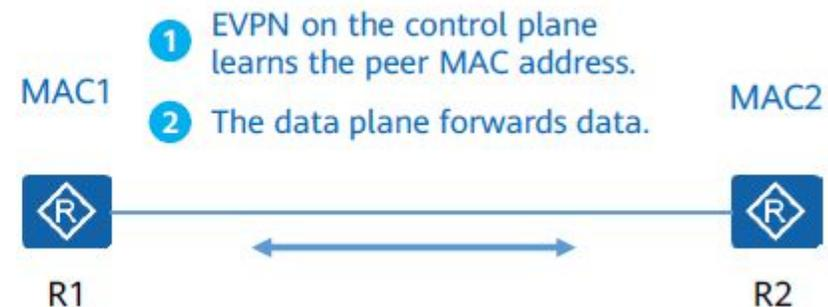 1 EVPN on the control plane
learns the peer MAC address.
MAC1
MAC2
2 The data plane forwards data.
R
R
R1
R2